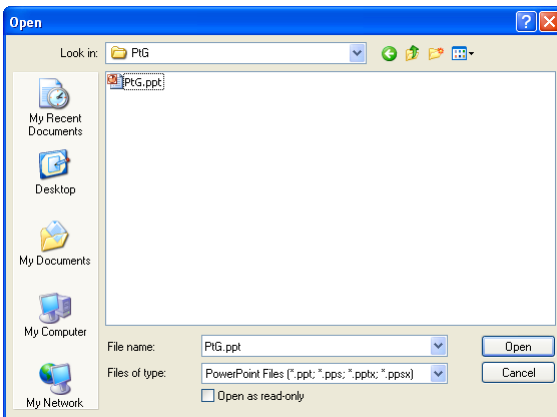 Open
Look in: PtG
PtG.ppt
My Recent
Documents
Desktop
My Documents
My Computer
My Network
File name: PtG.ppt Open
Files of type: PowerPoint Files (*.ppt; *.pps; *.pptx; *.ppsx) Cancel
Open as read-only